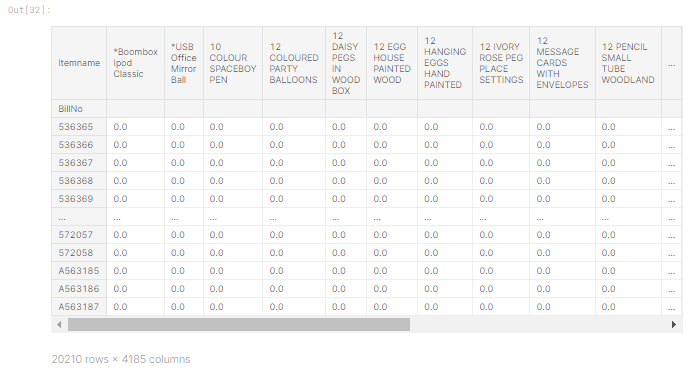 Out[32]:
Itemname *Boombox Ipod Classic *USB Office Mirror Ball 10 COLOUR SPACEBOY PEN 12 COLOURED PARTY BALLOONS 12 DAISY PEGS IN WOOD BOX 12 EGG HOUSE PAINTED WOOD 12 HANGING EGGS HAND PAINTED 12 IVORY ROSE PEG PLACE SETTINGS 12 MESSAGE CARDS WITH ENVELOPES 12 PENCIL SMALL TUBE WOODLAND ...
BillNo
536365 0.0 0.0 0.0 0.0 0.0 0.0 0.0 0.0 0.0 0.0 ...
536366 0.0 0.0 0.0 0.0 0.0 0.0 0.0 0.0 0.0 0.0 ...
536367 0.0 0.0 0.0 0.0 0.0 0.0 0.0 0.0 0.0 0.0 ...
536368 0.0 0.0 0.0 0.0 0.0 0.0 0.0 0.0 0.0 0.0 ...
536369 0.0 0.0 0.0 0.0 0.0 0.0 0.0 0.0 0.0 0.0 ...
... ... ... ... ... ... ... ... ... ... ... ...
572057 0.0 0.0 0.0 0.0 0.0 0.0 0.0 0.0 0.0 0.0 ...
572058 0.0 0.0 0.0 0.0 0.0 0.0 0.0 0.0 0.0 0.0 ...
A563185 0.0 0.0 0.0 0.0 0.0 0.0 0.0 0.0 0.0 0.0 ...
A563186 0.0 0.0 0.0 0.0 0.0 0.0 0.0 0.0 0.0 0.0 ...
A563187 0.0 0.0 0.0 0.0 0.0 0.0 0.0 0.0 0.0 0.0 ...
20210 rows × 4185 columns